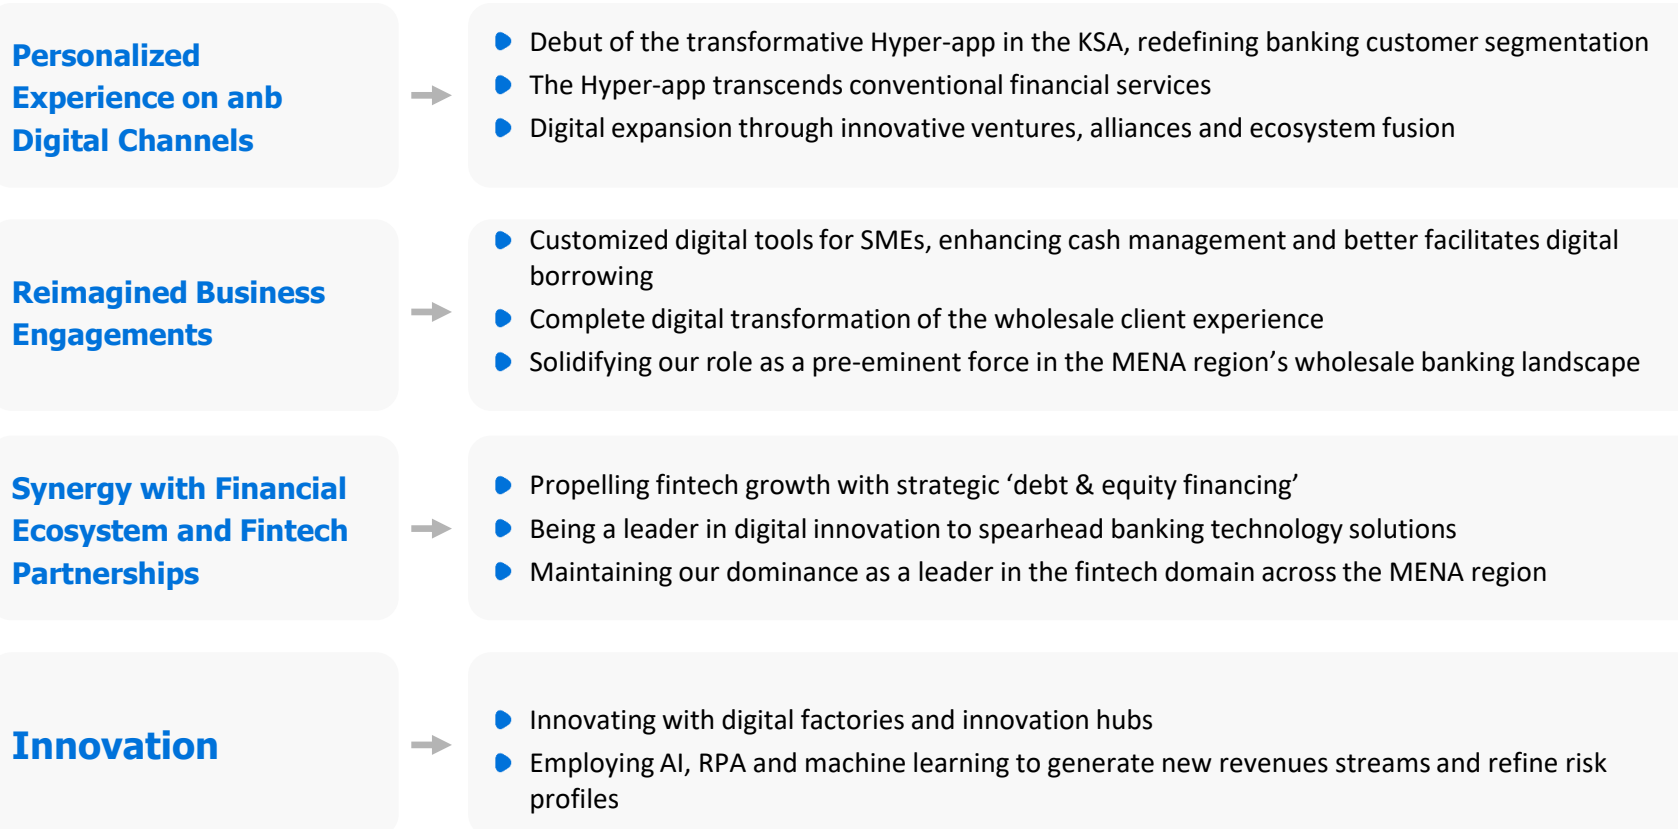 Personalized
Experience on anb
Digital Channels
Debut of the transformative Hyper-app in the KSA, redefining banking customer segmentation
The Hyper-app transcends conventional financial services
Digital expansion through innovative ventures, alliances and ecosystem fusion
Reimagined Business
Engagements
Customized digital tools for SMEs, enhancing cash management and better facilitates digital
borrowing
Complete digital transformation of the wholesale client experience
Solidifying our role as a pre-eminent force in the MENA region’s wholesale banking landscape
Synergy with Financial
Ecosystem and Fintech
Partnerships
Propelling fintech growth with strategic ‘debt & equity financing’
Being a leader in digital innovation to spearhead banking technology solutions
Maintaining our dominance as a leader in the fintech domain across the MENA region
Innovation
Innovating with digital factories and innovation hubs
Employing AI, RPA and machine learning to generate new revenues streams and refine risk
profiles